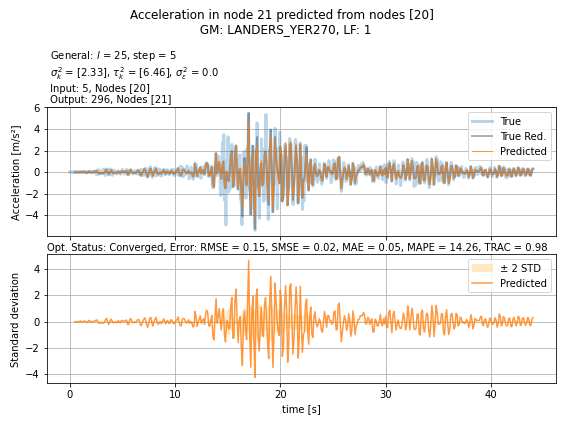 Acceleration in node 21 predicted from nodes [20]
GM: LANDERS_YER270, LF: 1
General: l = 25, step = 5
σ²ₖ = [2.33], τ²ₖ = [6.46], σ²ε = 0.0
Input: 5, Nodes [20]
Output: 296, Nodes [21]
Acceleration [m/s²]
6
4
2
0
−2
−4
True
True Red.
Predicted
Opt. Status: Converged, Error: RMSE = 0.15, SMSE = 0.02, MAE = 0.05, MAPE = 14.26, TRAC = 0.98
Standard deviation
4
2
0
−2
−4
± 2 STD
Predicted
0 10 20 30 40
time [s]